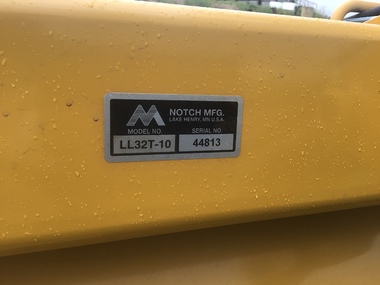 NOTCH MFG.
LAKE HENRY, MN U.S.A.
MODEL NO. SERIAL NO.
LL32T-10 44813